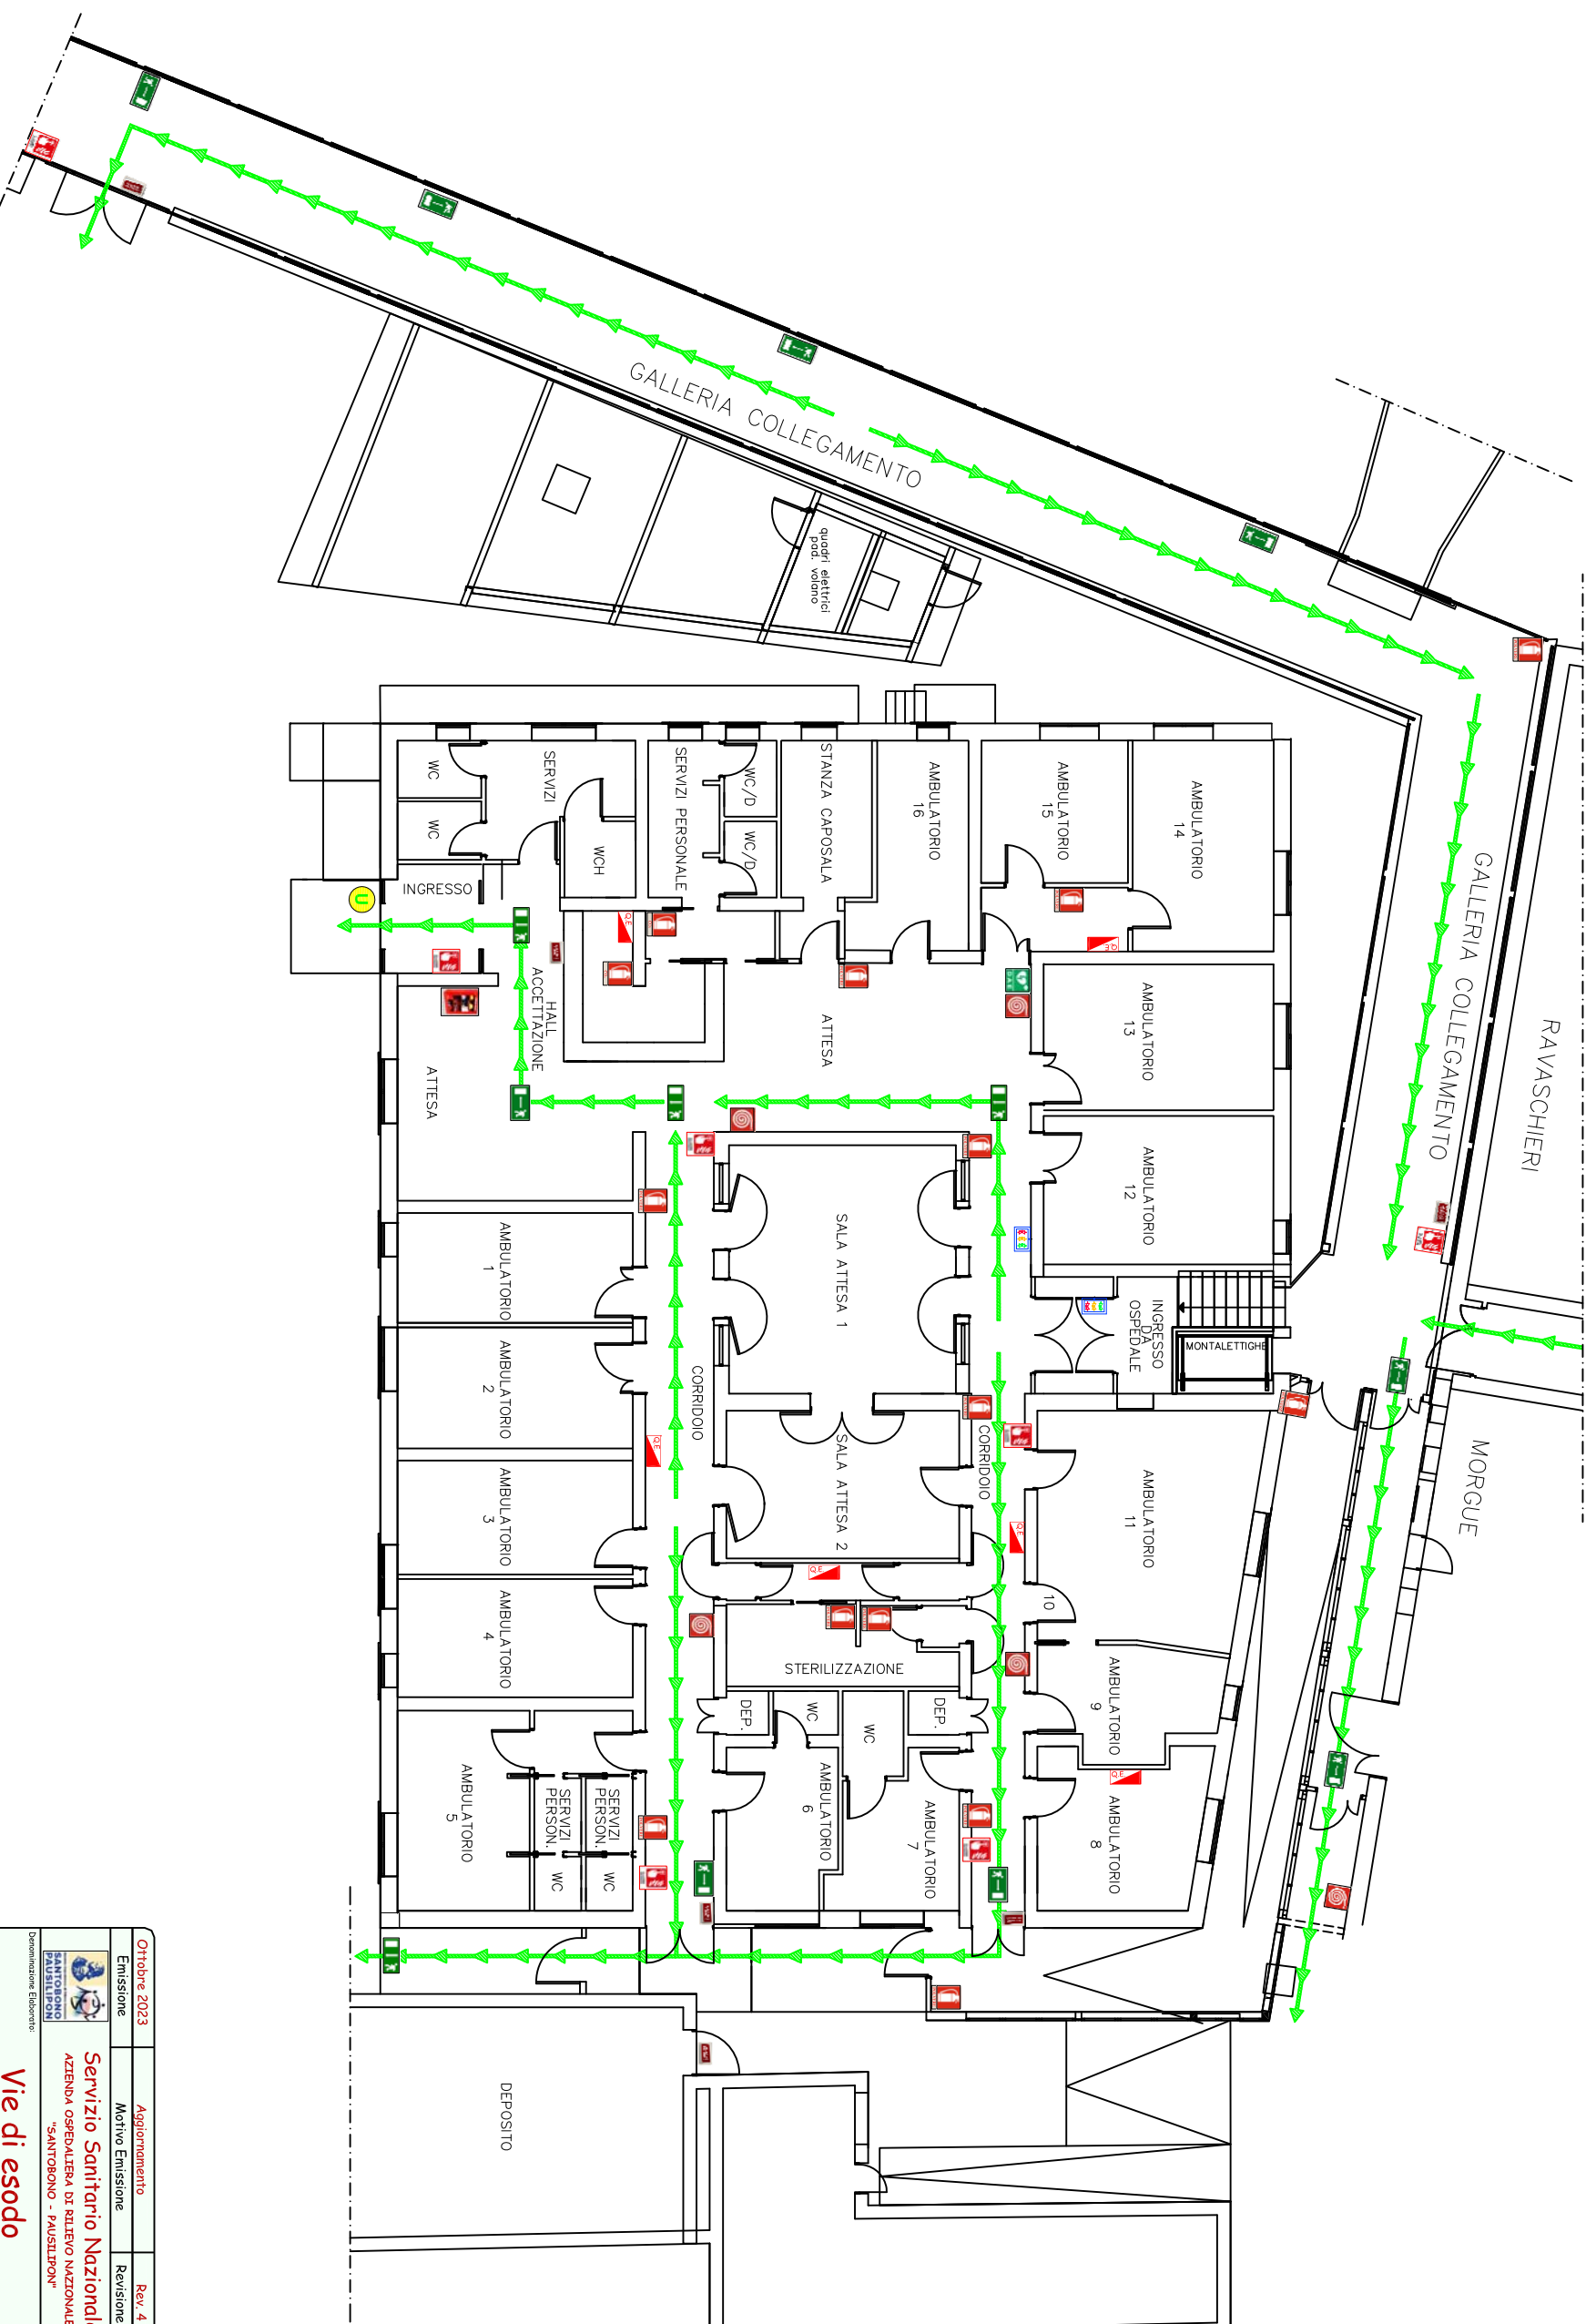 GALLERIA COLLEGAMENTO
quadri elettrici
pad. volano
GALLERIA COLLEGAMENTO
RAVASCHIERI
MORGUE
AMBULATORIO
14
AMBULATORIO
15
AMBULATORIO
16
STANZA CAPOSALA
WC/D
WC/D
SERVIZI PERSONALE
SERVIZI
WC
WC
WCH
INGRESSO
U
HALL
ACCETTAZIONE
ATTESA
ATTESA
Q.E.
Q.E.
AMBULATORIO
13
AMBULATORIO
12
INGRESSO
DA
OSPEDALE
MONTALETTIGHE
SALA ATTESA 1
SALA ATTESA 2
CORRIDOIO
CORRIDOIO
AMBULATORIO
1
AMBULATORIO
2
AMBULATORIO
3
AMBULATORIO
4
AMBULATORIO
5
Q.E.
Q.E.
Q.E.
AMBULATORIO
11
10
AMBULATORIO
9
AMBULATORIO
8
Q.E.
STERILIZZAZIONE
DEP.
WC
WC
DEP.
AMBULATORIO
6
AMBULATORIO
7
SERVIZI
PERSON.
SERVIZI
PERSON.
WC
WC
DEPOSITO
Ottobre 2023
Aggiornamento
Rev. 4
Emissione
Motivo Emissione
Revisione
SANTOBONO
PAUSILIPON
Servizio Sanitario Nazional
AZIENDA OSPEDALIERA DI RILIEVO NAZIONALE
"SANTOBONO - PAUSILIPON"
Denominazione Elaborato:
Vie di esodo